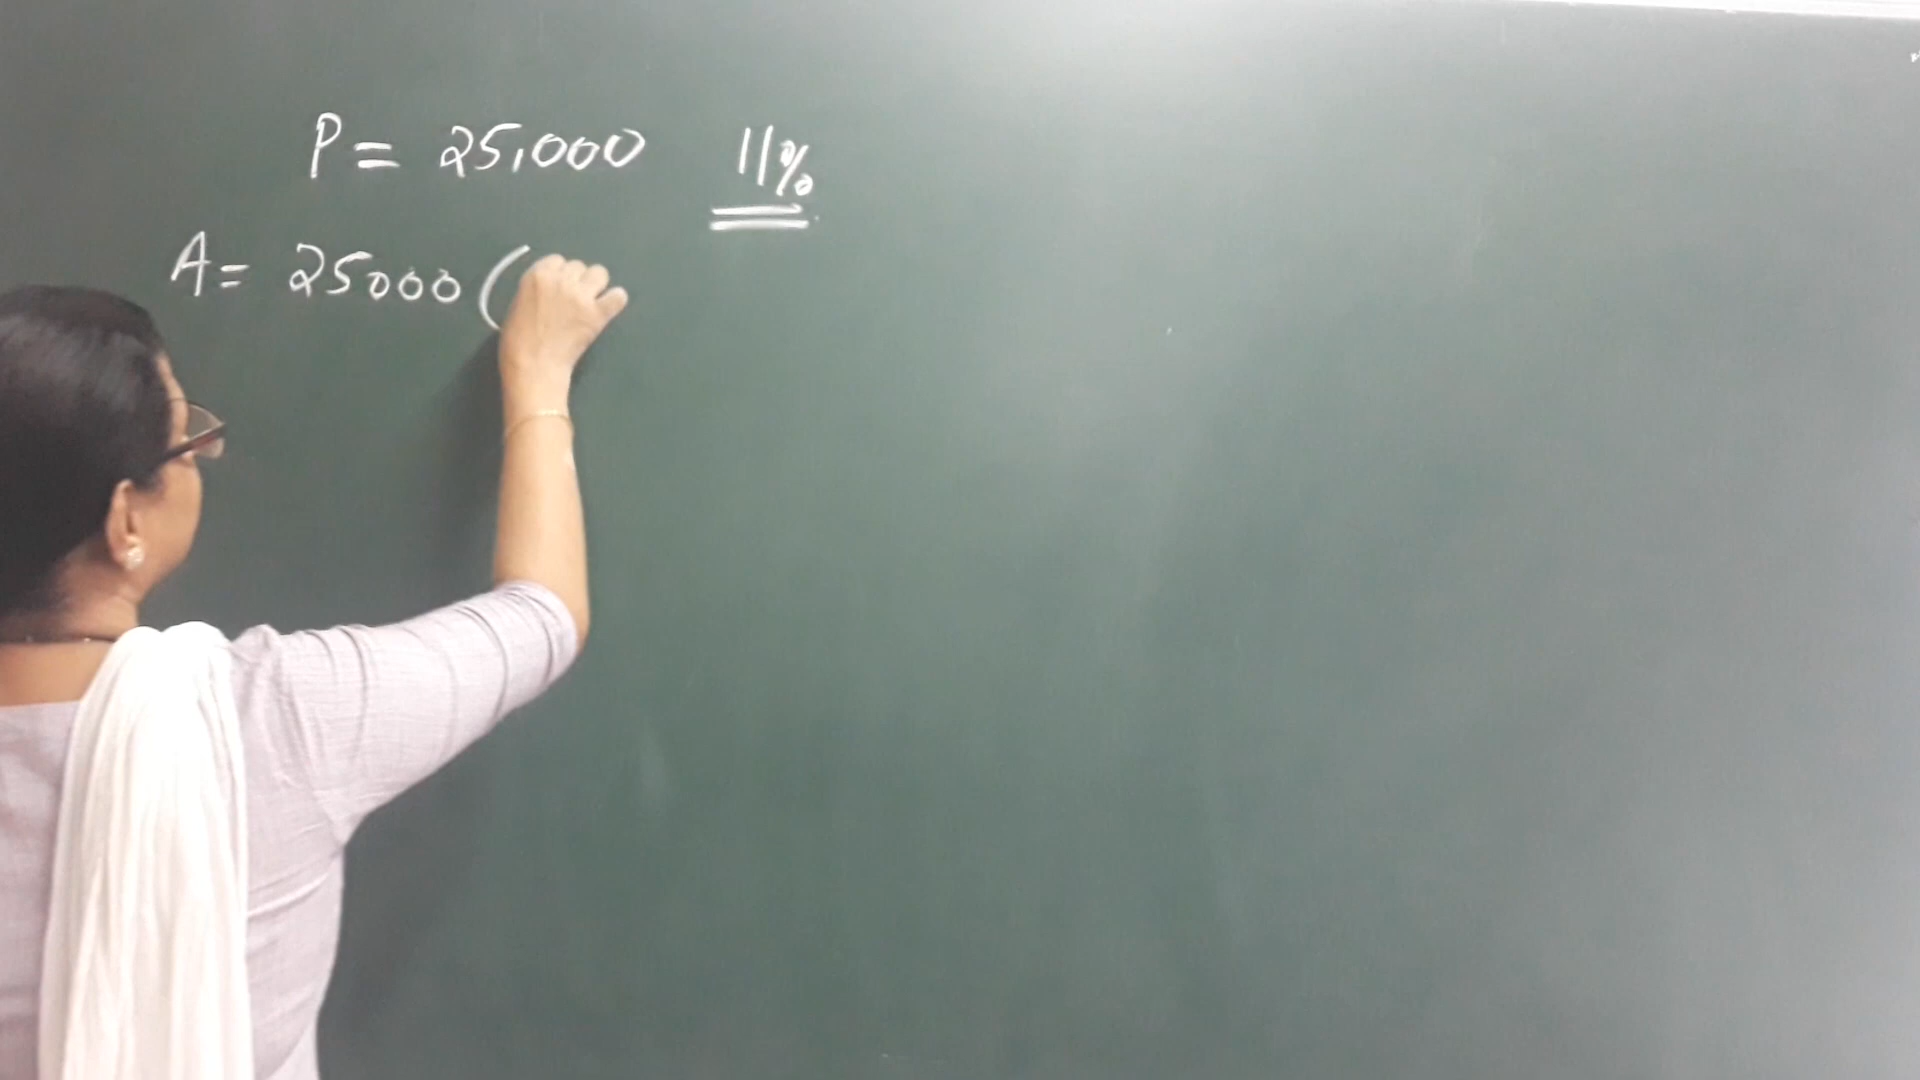 P = 25,000 11%
A = 25000 (